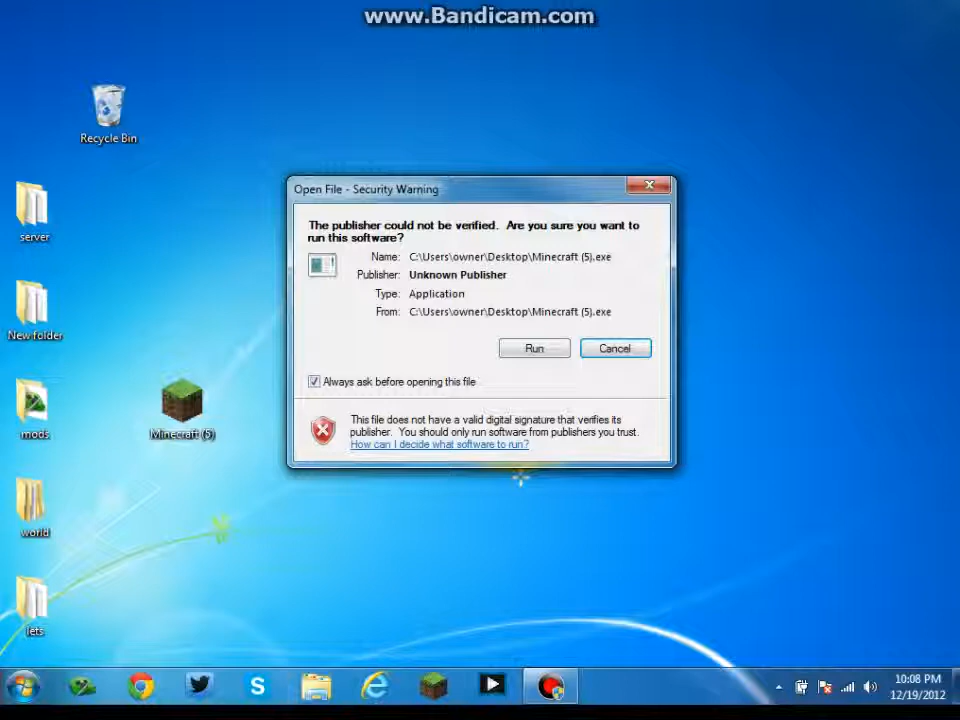 www.Bandicam.com
Recycle Bin
server
New folder
mods
world
lets
Minecraft (5)
Open File - Security Warning
The publisher could not be verified. Are you sure you want to
run this software?
Name: C:\Users\owner\Desktop\Minecraft (5).exe
Publisher: Unknown Publisher
Type: Application
From: C:\Users\owner\Desktop\Minecraft (5).exe
Run
Cancel
Always ask before opening this file
This file does not have a valid digital signature that verifies its
publisher. You should only run software from publishers you trust.
How can I decide what software to run?
10:08 PM
12/19/2012